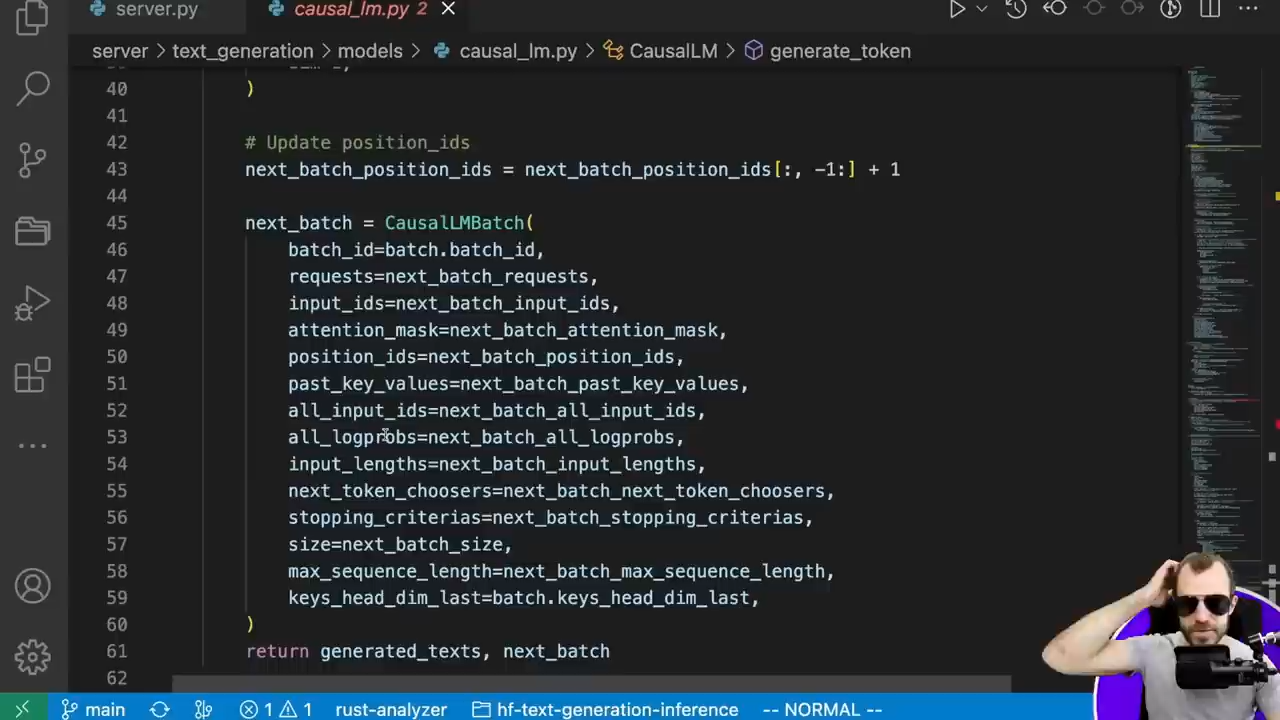 server.py causal_lm.py 2
server > text_generation > models > causal_lm.py > CausalLM > generate_token
40 )
41
42 # Update position_ids
43 next_batch_position_ids = next_batch_position_ids[:, -1:] + 1
44
45 next_batch = CausalLMBatch(
46 batch_id=batch.batch_id,
47 requests=next_batch_requests,
48 input_ids=next_batch_input_ids,
49 attention_mask=next_batch_attention_mask,
50 position_ids=next_batch_position_ids,
51 past_key_values=next_batch_past_key_values,
52 all_input_ids=next_batch_all_input_ids,
53 all_logprobs=next_batch_all_logprobs,
54 input_lengths=next_batch_input_lengths,
55 next_token_choosers=next_batch_next_token_choosers,
56 stopping_criterias=next_batch_stopping_criterias,
57 size=next_batch_size,
58 max_sequence_length=next_batch_max_sequence_length,
59 keys_head_dim_last=batch.keys_head_dim_last,
60 )
61 return generated_texts, next_batch
62
main 1 1 rust-analyzer hf-text-generation-inference -- NORMAL --